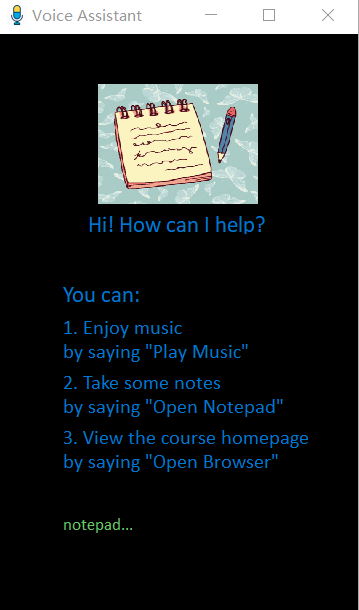 Voice Assistant
Hi! How can I help?
You can:
1. Enjoy music
by saying "Play Music"
2. Take some notes
by saying "Open Notepad"
3. View the course homepage
by saying "Open Browser"
notepad...